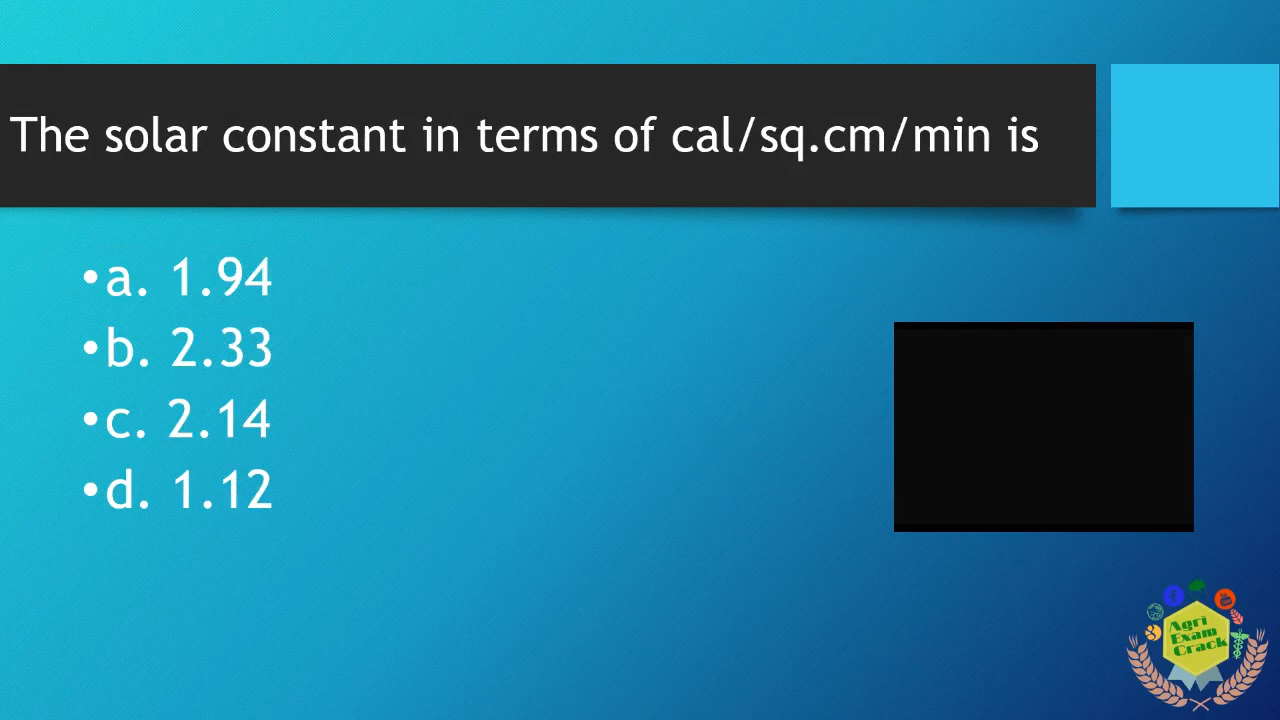 The solar constant in terms of cal/sq.cm/min is
•a. 1.94
•b. 2.33
•c. 2.14
•d. 1.12
Agri
Exam
Crack